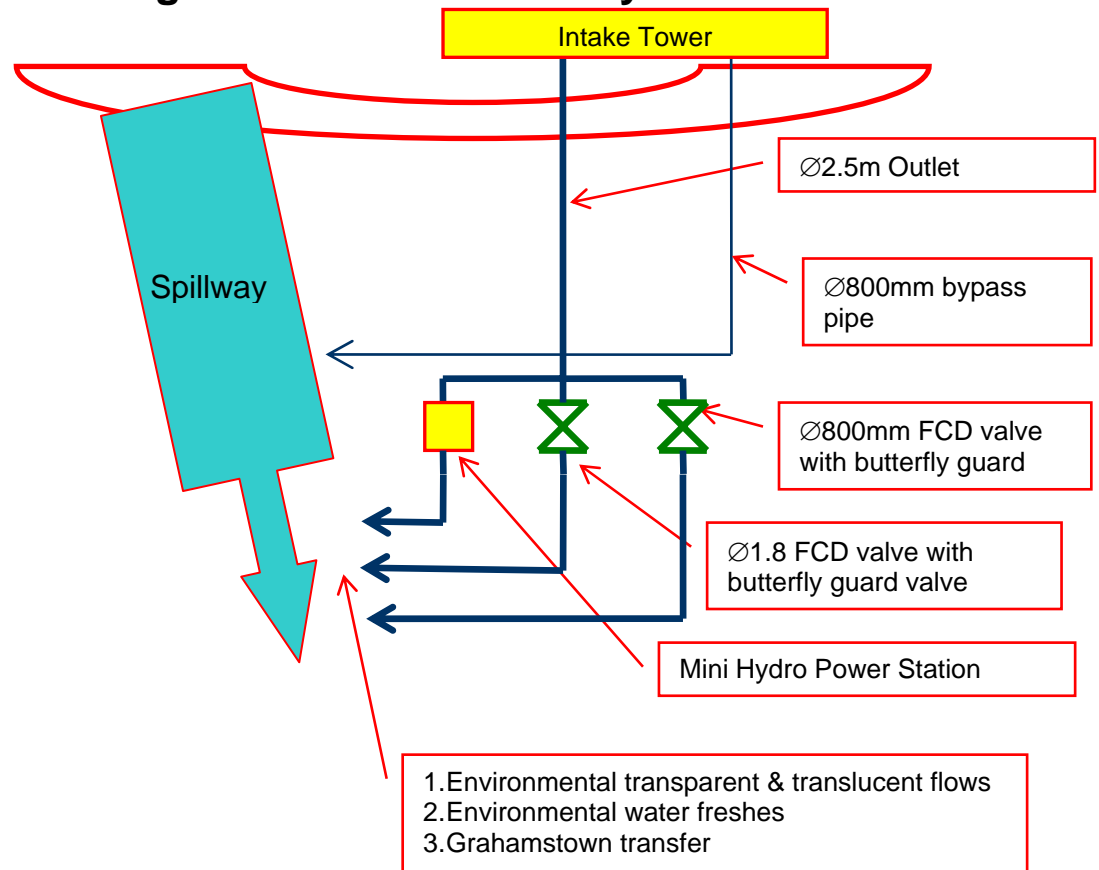 Intake Tower
∅2.5m Outlet
Spillway
∅800mm bypass
pipe
∅800mm FCD valve
with butterfly guard
∅1.8 FCD valve with
butterfly guard valve
Mini Hydro Power Station
1.Environmental transparent & translucent flows
2.Environmental water freshes
3.Grahamstown transfer